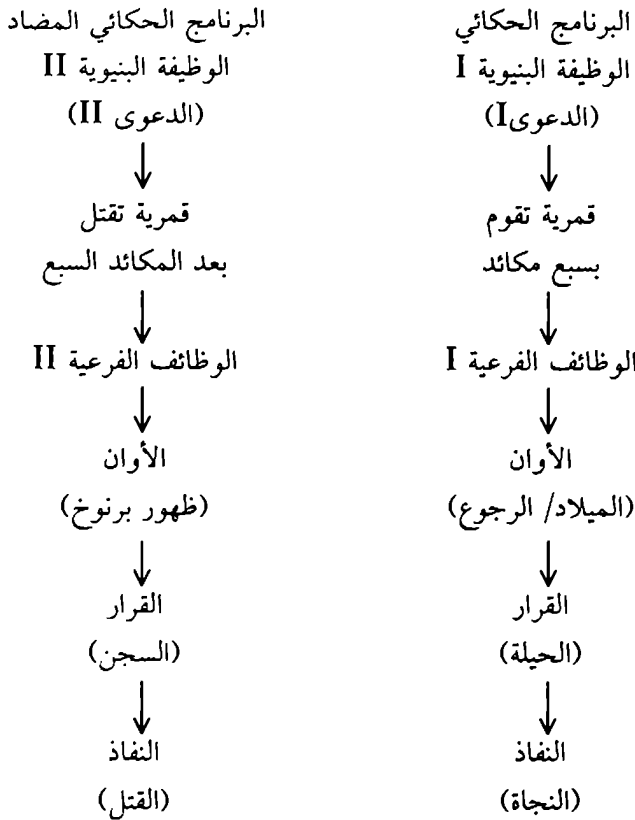 البرنامج الحكائي
الوظيفة البنيوية I
(الدعوى I)
قمرية تقوم
بسبع مكائد
الوظائف الفرعية I
الأوان
(الميلاد/ الرجوع)
القرار
(الحيلة)
النفاذ
(النجاة)
البرنامج الحكائي المضاد
الوظيفة البنيوية II
(الدعوى II)
قمرية تقتل
بعد المكائد السبع
الوظائف الفرعية II
الأوان
(ظهور برنوخ)
القرار
(السجن)
النفاذ
(القتل)